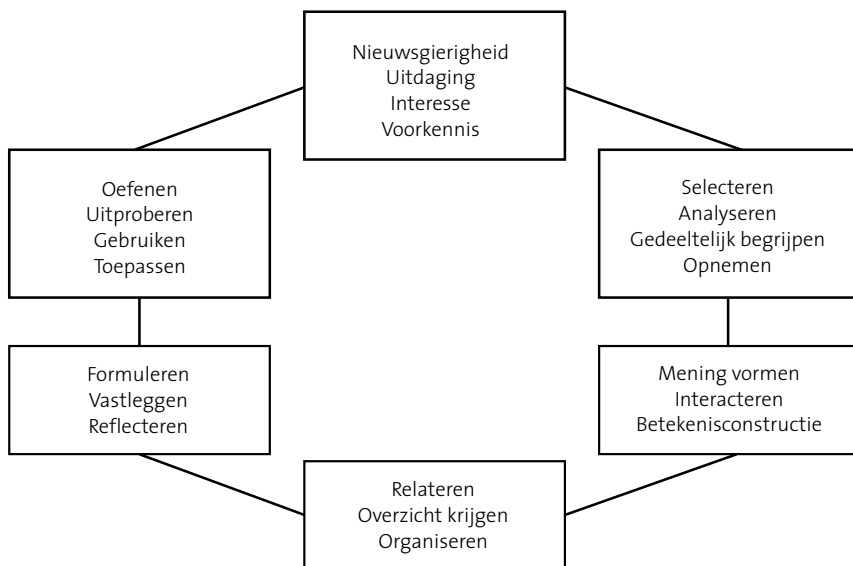 Nieuwsgierigheid
Uitdaging
Interesse
Voorkennis
Oefenen
Uitproberen
Gebruiken
Toepassen
Selecteren
Analyseren
Gedeeltelijk begrijpen
Opnemen
Formuleren
Vastleggen
Reflecteren
Mening vormen
Interacteren
Betekenisconstructie
Relateren
Overzicht krijgen
Organiseren